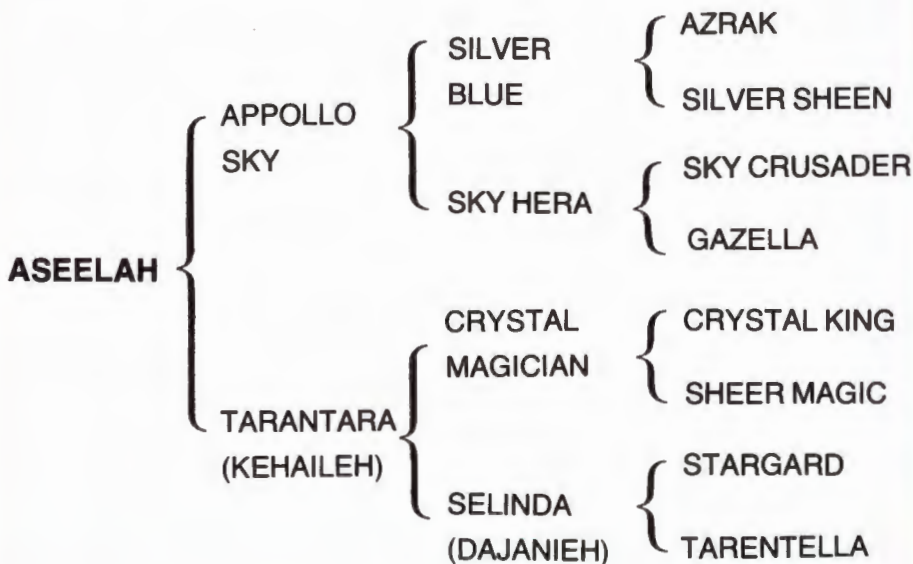 ASEELAH
APPOLLO
SKY
SILVER
BLUE
AZRAK
SILVER SHEEN
SKY HERA
SKY CRUSADER
GAZELLA
TARANTARA
(KEHAILEH)
CRYSTAL
MAGICIAN
CRYSTAL KING
SHEER MAGIC
SELINDA
(DAJANIEH)
STARGARD
TARENTELLA